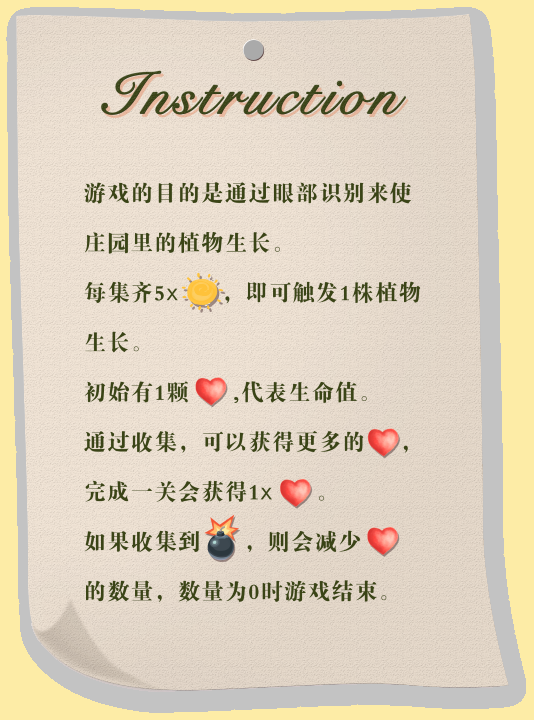 Instruction
游戏的目的是通过眼部识别来使
庄园里的植物生长。
每集齐5x，即可触发1株植物
生长。
初始有1颗,代表生命值。
通过收集，可以获得更多的，
完成一关会获得1x。
如果收集到，则会减少
的数量，数量为0时游戏结束。